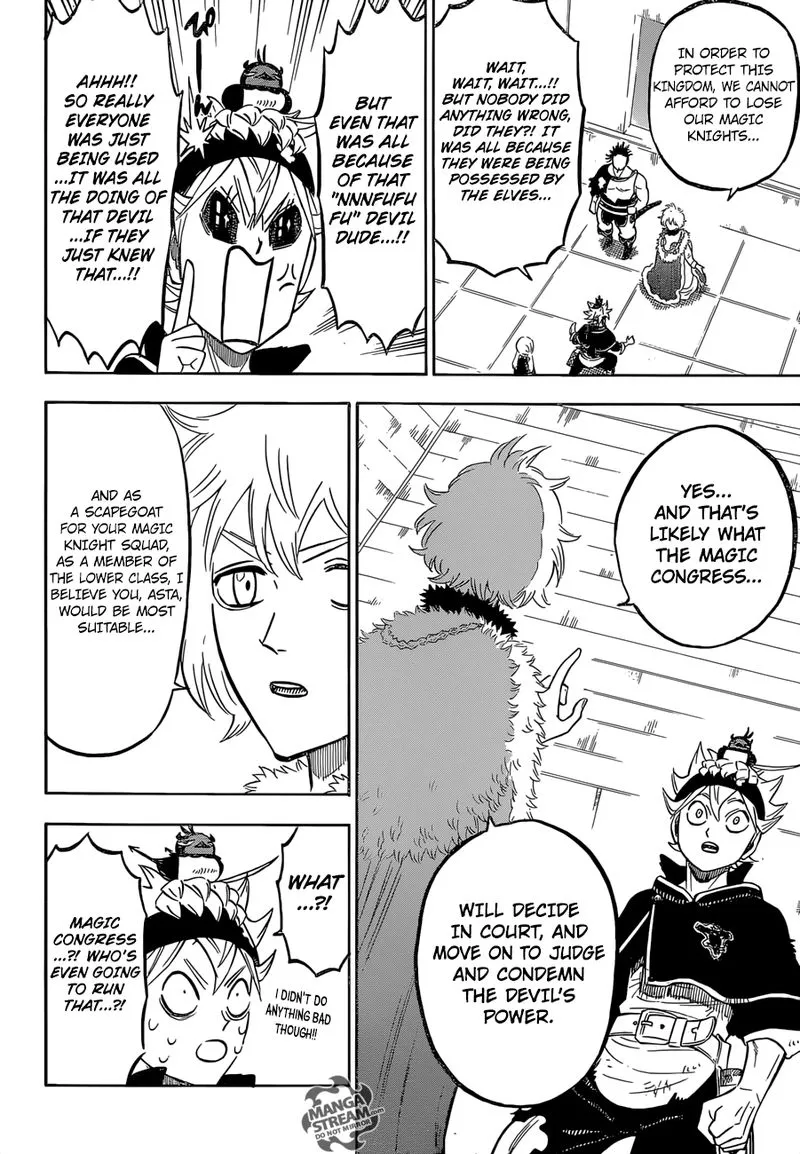 IN ORDER TO
PROTECT THIS
KINGDOM, WE CANNOT
AFFORD TO LOSE
OUR MAGIC
KNIGHTS...
WAIT,
WAIT, WAIT...!!
BUT NOBODY DID
ANYTHING WRONG,
DID THEY?! IT
WAS ALL BECAUSE
THEY WERE BEING
POSSESSED BY
THE ELVES...
BUT
EVEN THAT
WAS ALL
BECAUSE
OF THAT
"NNNFUFU
FU" DEVIL
DUDE...!!
AHHH!!
SO REALLY
EVERYONE
WAS JUST
BEING USED
...IT WAS ALL
THE DOING OF
THAT DEVIL
...IF THEY
JUST KNEW
THAT...!!
YES...
AND THAT'S
LIKELY WHAT
THE MAGIC
CONGRESS...
WILL DECIDE
IN COURT, AND
MOVE ON TO JUDGE
AND CONDEMN
THE DEVIL'S
POWER.
AND AS
A SCAPEGOAT
FOR YOUR MAGIC
KNIGHT SQUAD,
AS A MEMBER OF
THE LOWER CLASS, I
BELIEVE YOU, ASTA,
WOULD BE MOST
SUITABLE...
WHAT
...?!
MAGIC
CONGRESS
...?! WHO'S
EVEN GOING
TO RUN
THAT...?!
I DIDN'T DO
ANYTHING BAD
THOUGH!!
MANGA
STREAM.COM
DO NOT MIRROR!